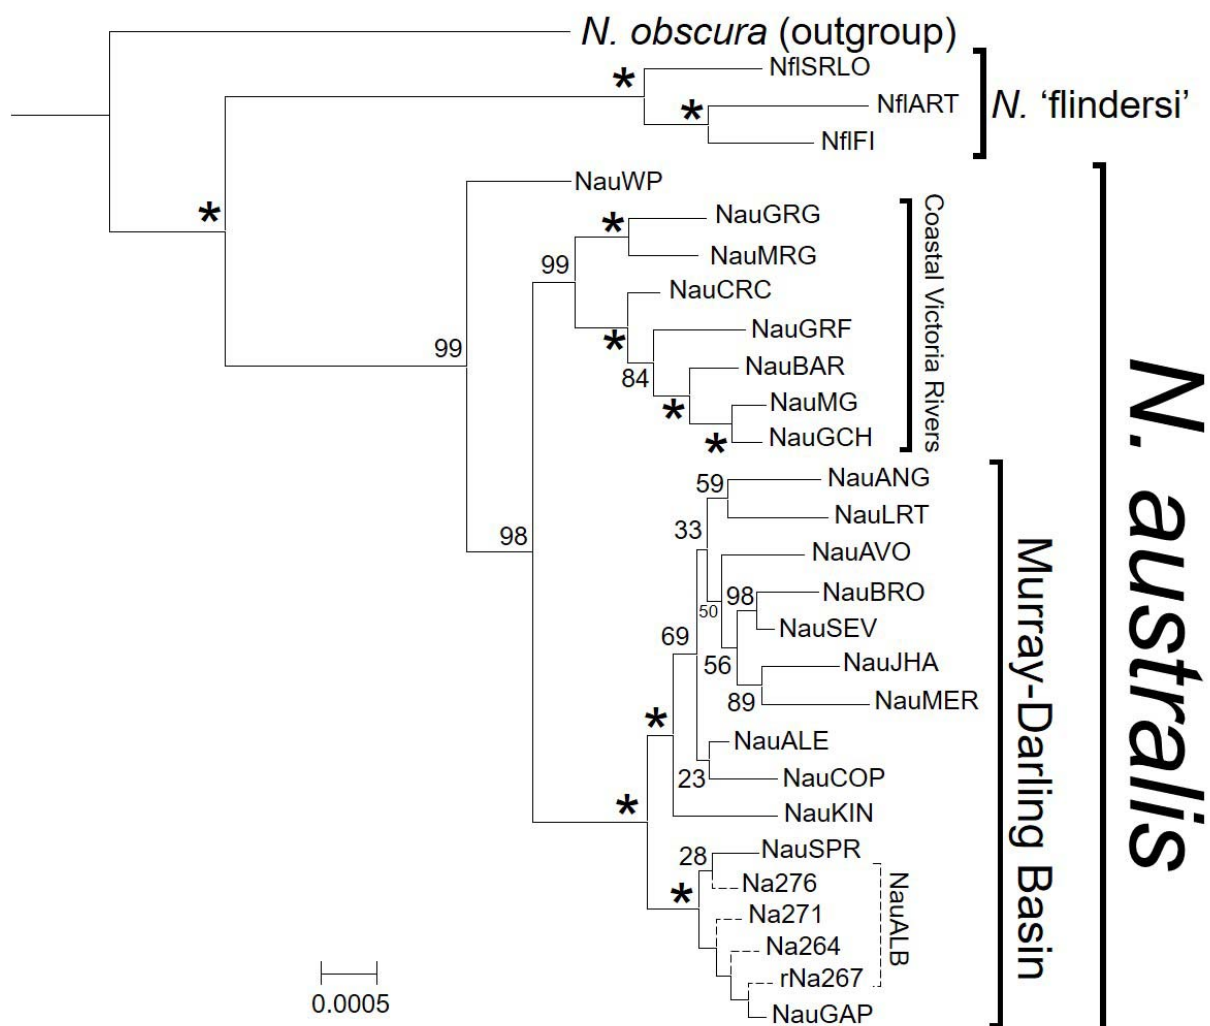 N. obscura (outgroup)
NflSRLO
*
NflART
*
N. ‘flindersi’
NflFI
NauWP
*
NauGRG
*
NauMRG
99
NauCRC
NauGRF
*
99
NauBAR
84
NauMG
*
NauGCH
*
Coastal Victoria Rivers
NauANG
59
NauLRT
33
98
NauAVO
NauBRO
98
50
NauSEV
69
NauJHA
56
NauMER
89
*
NauALE
NauCOP
23
*
NauKIN
NauSPR
28
Na276
*
Na271
Na264
rNa267
NauGAP
NauALB
Murray-Darling Basin
N. australis
0.0005